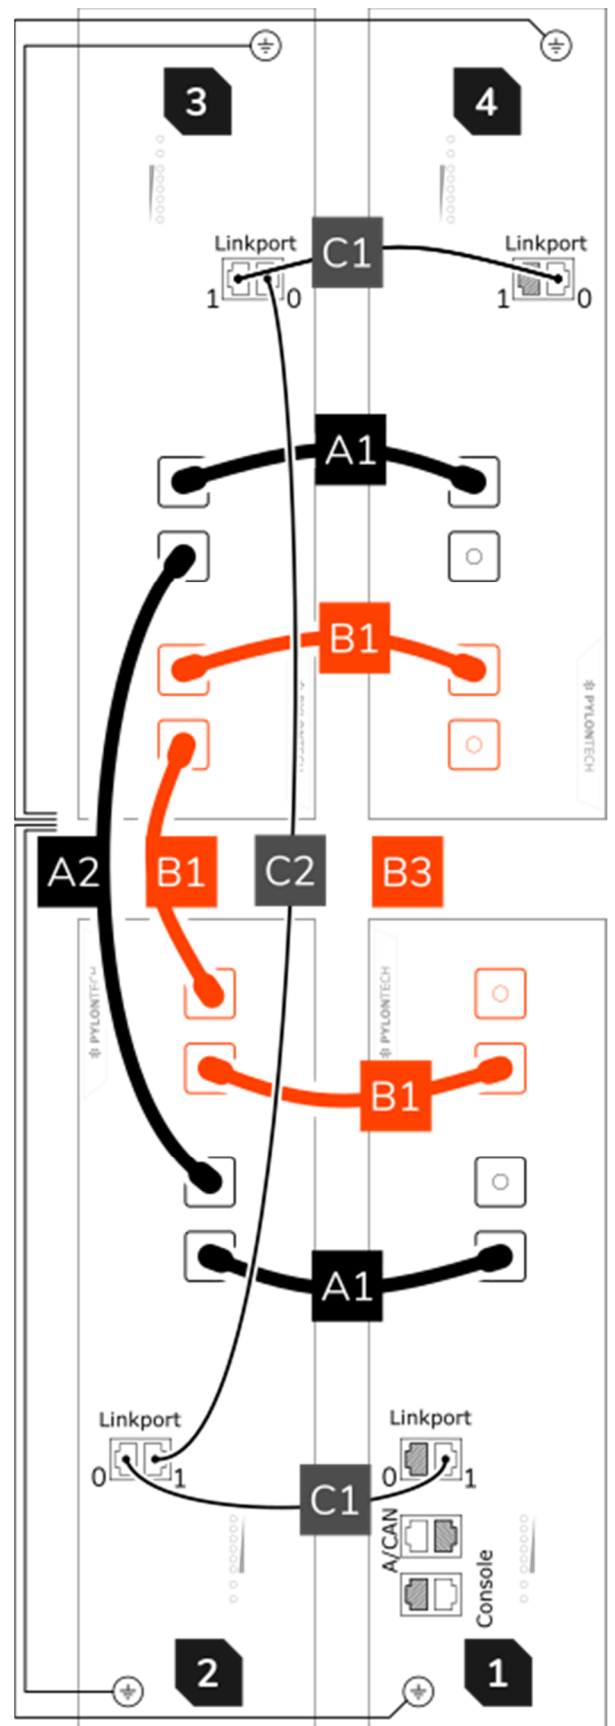 3
4
Linkport
Linkport
C1
1
0
1
0
A1
B1
PYLONTECH
PYLONTECH
A2
B1
C2
B3
PYLONTECH
PYLONTECH
B1
A1
Linkport
Linkport
0
1
0
1
C1
A/CAN
Console
2
1